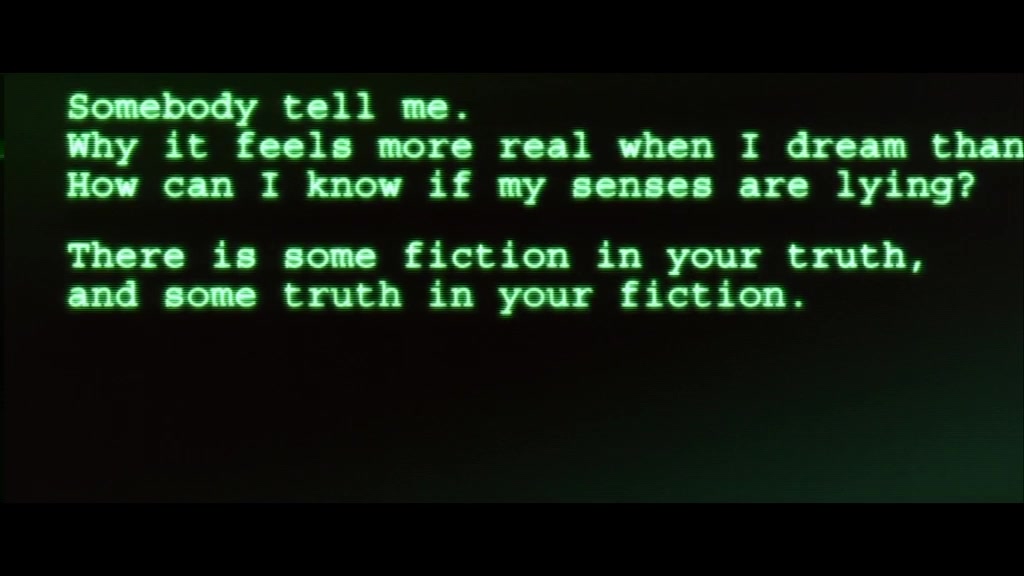 Somebody tell me.
Why it feels more real when I dream than
How can I know if my senses are lying?
There is some fiction in your truth,
and some truth in your fiction.